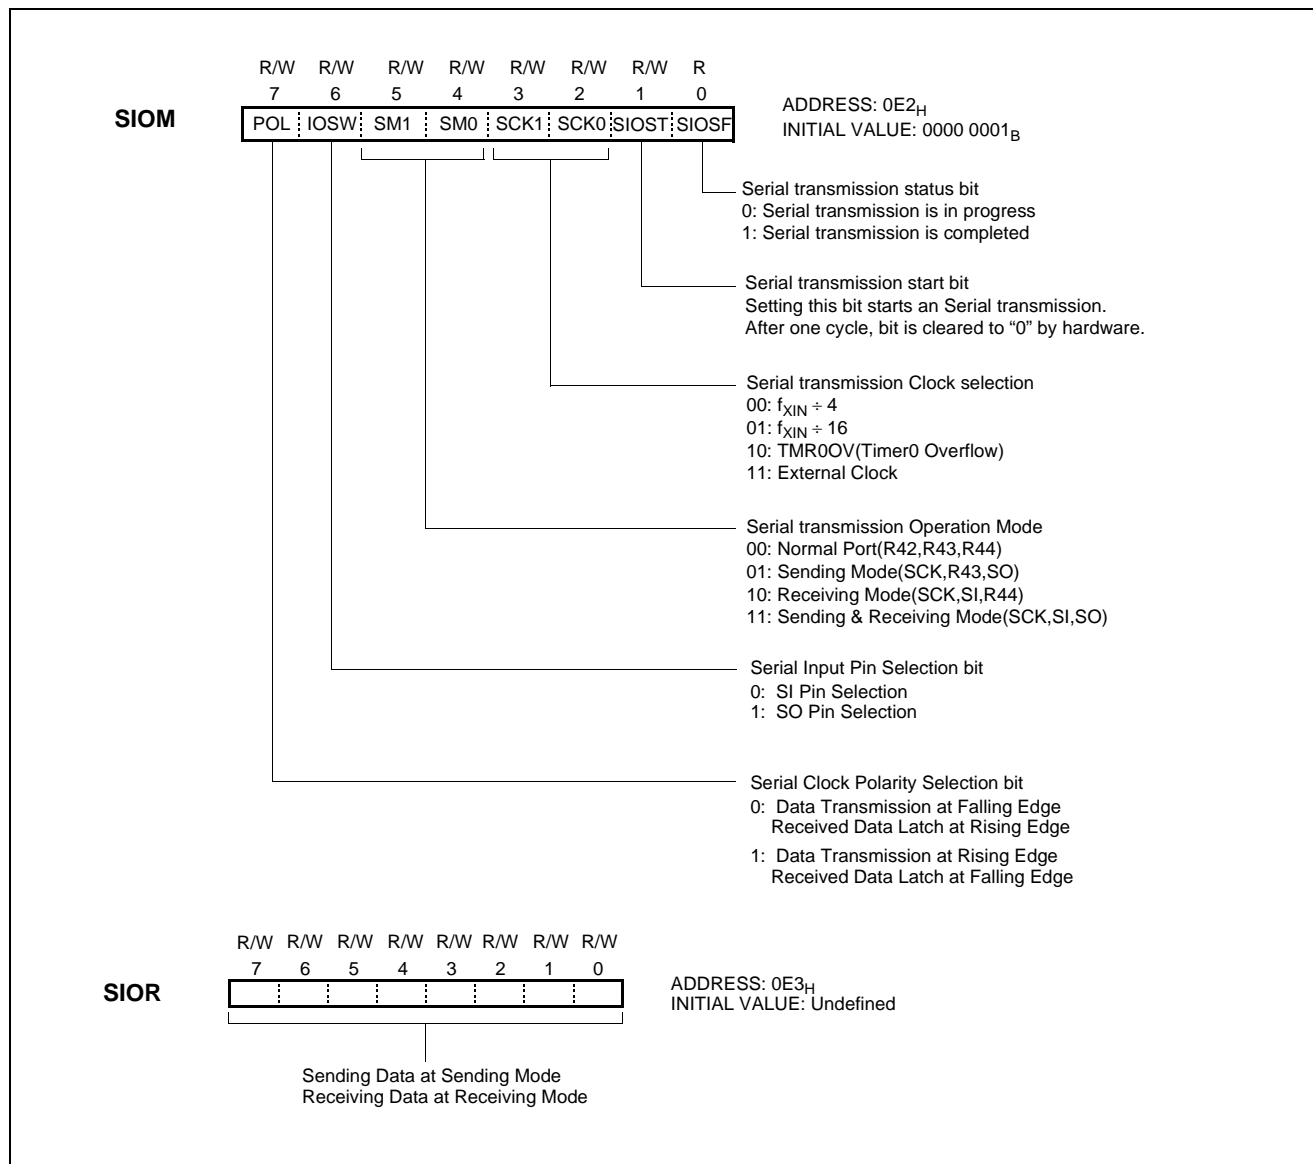 R/W R/W R/W R/W R/W R/W R/W R
7 6 5 4 3 2 1 0
SIOM
POL IOSW SM1 SM0 SCK1 SCK0 SIOST SIOSF
ADDRESS: 0E2H
INITIAL VALUE: 0000 0001B
Serial transmission status bit
0: Serial transmission is in progress
1: Serial transmission is completed
Serial transmission start bit
Setting this bit starts an Serial transmission.
After one cycle, bit is cleared to “0” by hardware.
Serial transmission Clock selection
00: fXIN ÷ 4
01: fXIN ÷ 16
10: TMR0OV(Timer0 Overflow)
11: External Clock
Serial transmission Operation Mode
00: Normal Port(R42,R43,R44)
01: Sending Mode(SCK,R43,SO)
10: Receiving Mode(SCK,SI,R44)
11: Sending & Receiving Mode(SCK,SI,SO)
Serial Input Pin Selection bit
0: SI Pin Selection
1: SO Pin Selection
Serial Clock Polarity Selection bit
0: Data Transmission at Falling Edge
Received Data Latch at Rising Edge
1: Data Transmission at Rising Edge
Received Data Latch at Falling Edge
R/W R/W R/W R/W R/W R/W R/W R/W
7 6 5 4 3 2 1 0
SIOR
ADDRESS: 0E3H
INITIAL VALUE: Undefined
Sending Data at Sending Mode
Receiving Data at Receiving Mode